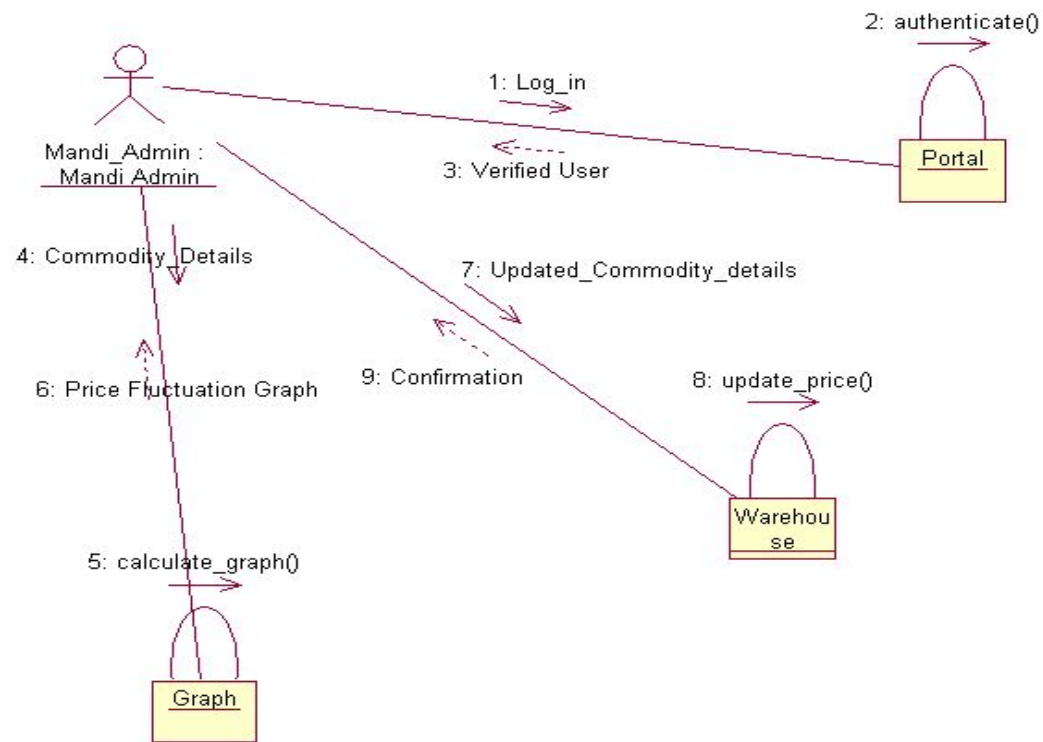 2: authenticate()
1: Log_in
Mandi_Admin :
Mandi Admin
Portal
3: Verified User
4: Commodity_Details
7: Updated_Commodity_details
6: Price Fluctuation Graph
9: Confirmation
8: update_price()
Warehou
se
5: calculate_graph()
Graph